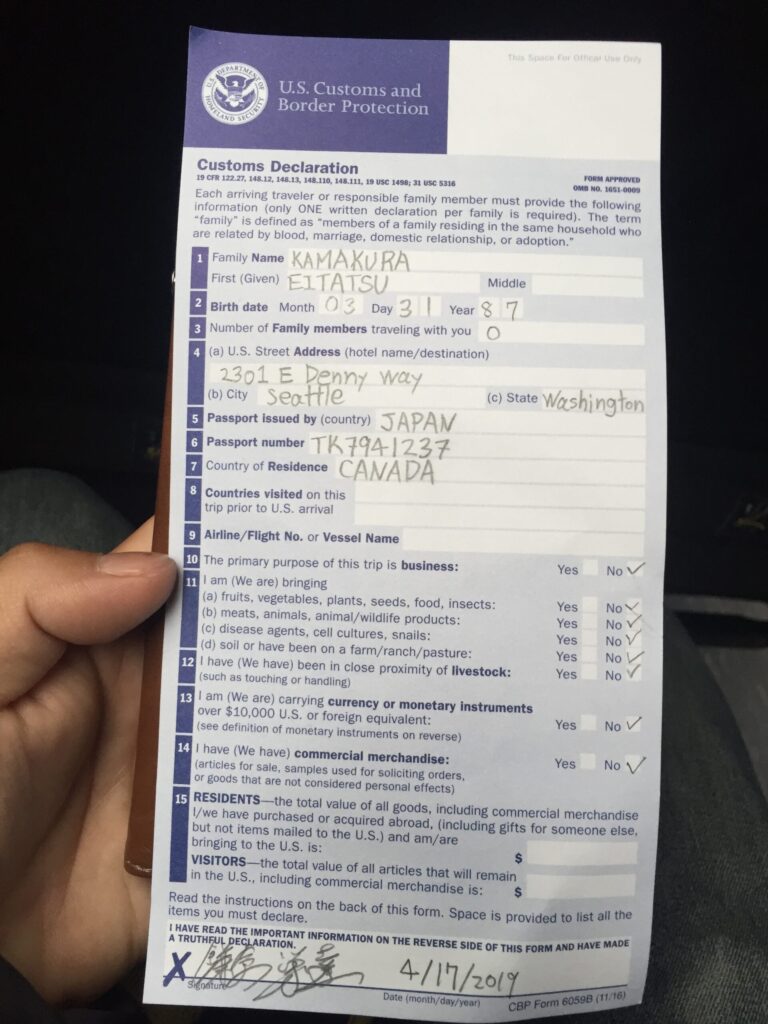 This Space For Offical Use Only
U.S. DEPARTMENT OF HOMELAND SECURITY
U.S. Customs and
Border Protection
Customs Declaration
19 CFR 122.27, 148.12, 148.13, 148.110, 148.111, 19 USC 1498; 31 USC 5316
FORM APPROVED
OMB NO. 1651-0009
Each arriving traveler or responsible family member must provide the following
information (only ONE written declaration per family is required). The term
"family" is defined as "members of a family residing in the same household who
are related by blood, marriage, domestic relationship, or adoption."
1 Family Name KAMAKURA
First (Given) EITATSU Middle
2 Birth date Month 03 Day 31 Year 87
3 Number of Family members traveling with you 0
4 (a) U.S. Street Address (hotel name/destination)
2301 E Denny way
(b) City Seattle (c) State Washington
5 Passport issued by (country) JAPAN
6 Passport number TK7941237
7 Country of Residence CANADA
8 Countries visited on this
trip prior to U.S. arrival
9 Airline/Flight No. or Vessel Name
10 The primary purpose of this trip is business: Yes No ✓
11 I am (We are) bringing
(a) fruits, vegetables, plants, seeds, food, insects: Yes No ✓
(b) meats, animals, animal/wildlife products: Yes No ✓
(c) disease agents, cell cultures, snails: Yes No ✓
(d) soil or have been on a farm/ranch/pasture: Yes No ✓
12 I have (We have) been in close proximity of livestock: Yes No ✓
(such as touching or handling)
13 I am (We are) carrying currency or monetary instruments
over $10,000 U.S. or foreign equivalent: Yes No ✓
(see definition of monetary instruments on reverse)
14 I have (We have) commercial merchandise: Yes No ✓
(articles for sale, samples used for soliciting orders,
or goods that are not considered personal effects)
15 RESIDENTS—the total value of all goods, including commercial merchandise
I/we have purchased or acquired abroad, (including gifts for someone else,
but not items mailed to the U.S.) and am/are
bringing to the U.S. is: $
VISITORS—the total value of all articles that will remain
in the U.S., including commercial merchandise is: $
Read the instructions on the back of this form. Space is provided to list all the
items you must declare.
I HAVE READ THE IMPORTANT INFORMATION ON THE REVERSE SIDE OF THIS FORM AND HAVE MADE
A TRUTHFUL DECLARATION.
X 4/17/2019
Signature Date (month/day/year)
CBP Form 6059B (11/16)